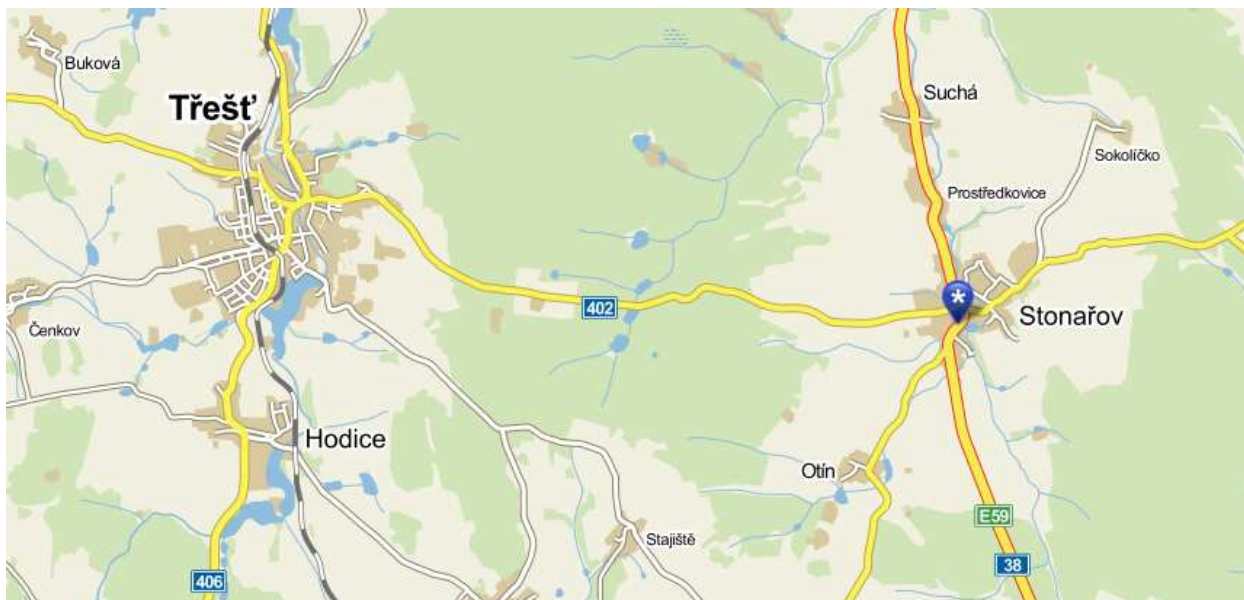 Buková
Třešť
Suchá
Sokolíčko
Prostředkovice
402
*
Stonařov
Čenkov
Hodice
Otín
E59
Stajiště
38
406